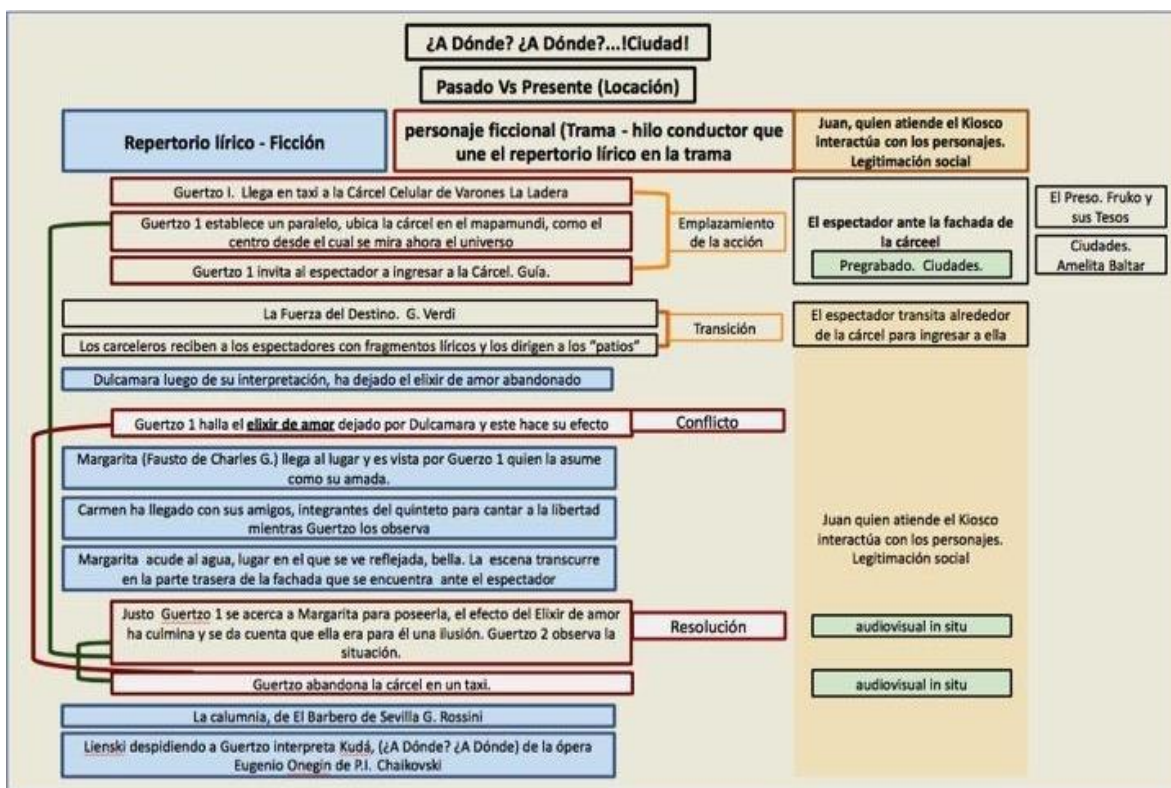 ¿A Dónde? ¿A Dónde?...!Ciudad!
Pasado Vs Presente (Locación)
Repertorio lírico - Ficción
personaje ficcional (Trama - hilo conductor que
une el repertorio lírico en la trama
Juan, quien atiende el Kiosco
interactúa con los personajes.
Legitimación social
Guertzo I. Llega en taxi a la Cárcel Celular de Varones La Ladera
Guertzo 1 establece un paralelo, ubica la cárcel en el mapamundi, como el
centro desde el cual se mira ahora el universo
Guertzo 1 invita al espectador a ingresar a la Cárcel. Guía.
Emplazamiento
de la acción
El espectador ante la fachada de
la cárceel
Pregrabado. Ciudades.
El Preso. Fruko y
sus Tesos
Ciudades.
Amelita Baltar
La Fuerza del Destino. G. Verdi
Los carceleros reciben a los espectadores con fragmentos líricos y los dirigen a los "patios"
Transición
El espectador transita alrededor
de la cárcel para ingresar a ella
Dulcamara luego de su interpretación, ha dejado el elixir de amor abandonado
Guertzo 1 halla el elixir de amor dejado por Dulcamara y este hace su efecto
Conflicto
Margarita (Fausto de Charles G.) llega al lugar y es vista por Guerzo 1 quien la asume
como su amada.
Carmen ha llegado con sus amigos, integrantes del quinteto para cantar a la libertad
mientras Guertzo los observa
Margarita acude al agua, lugar en el que se ve reflejada, bella. La escena transcurre
en la parte trasera de la fachada que se encuentra ante el espectador
Juan quien atiende el Kiosco
interactúa con los personajes.
Legitimación social
Justo Guertzo 1 se acerca a Margarita para poseerla, el efecto del Elixir de amor
ha culmina y se da cuenta que ella era para él una ilusión. Guertzo 2 observa la
situación.
Resolución
audiovisual in situ
Guertzo abandona la cárcel en un taxi.
audiovisual in situ
La calumnia, de El Barbero de Sevilla G. Rossini
Lienski despidiendo a Guertzo interpreta Kudá, (¿A Dónde? ¿A Dónde) de la ópera
Eugenio Onegin de P.I. Chaikovski